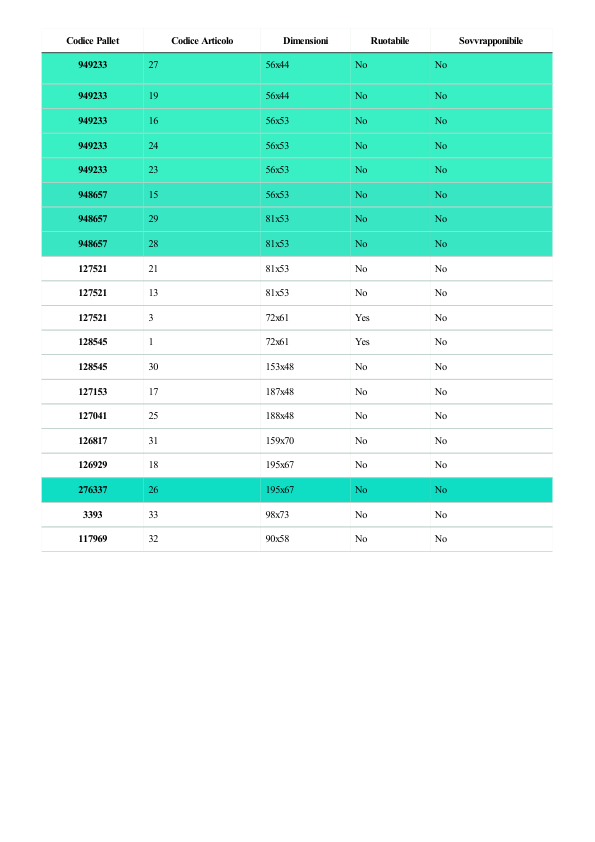 Codice Pallet Codice Articolo Dimensioni Ruotabile Sovvrapponibile
949233 27 56x44 No No
949233 19 56x44 No No
949233 16 56x53 No No
949233 24 56x53 No No
949233 23 56x53 No No
948657 15 56x53 No No
948657 29 81x53 No No
948657 28 81x53 No No
127521 21 81x53 No No
127521 13 81x53 No No
127521 3 72x61 Yes No
128545 1 72x61 Yes No
128545 30 153x48 No No
127153 17 187x48 No No
127041 25 188x48 No No
126817 31 159x70 No No
126929 18 195x67 No No
276337 26 195x67 No No
3393 33 98x73 No No
117969 32 90x58 No No